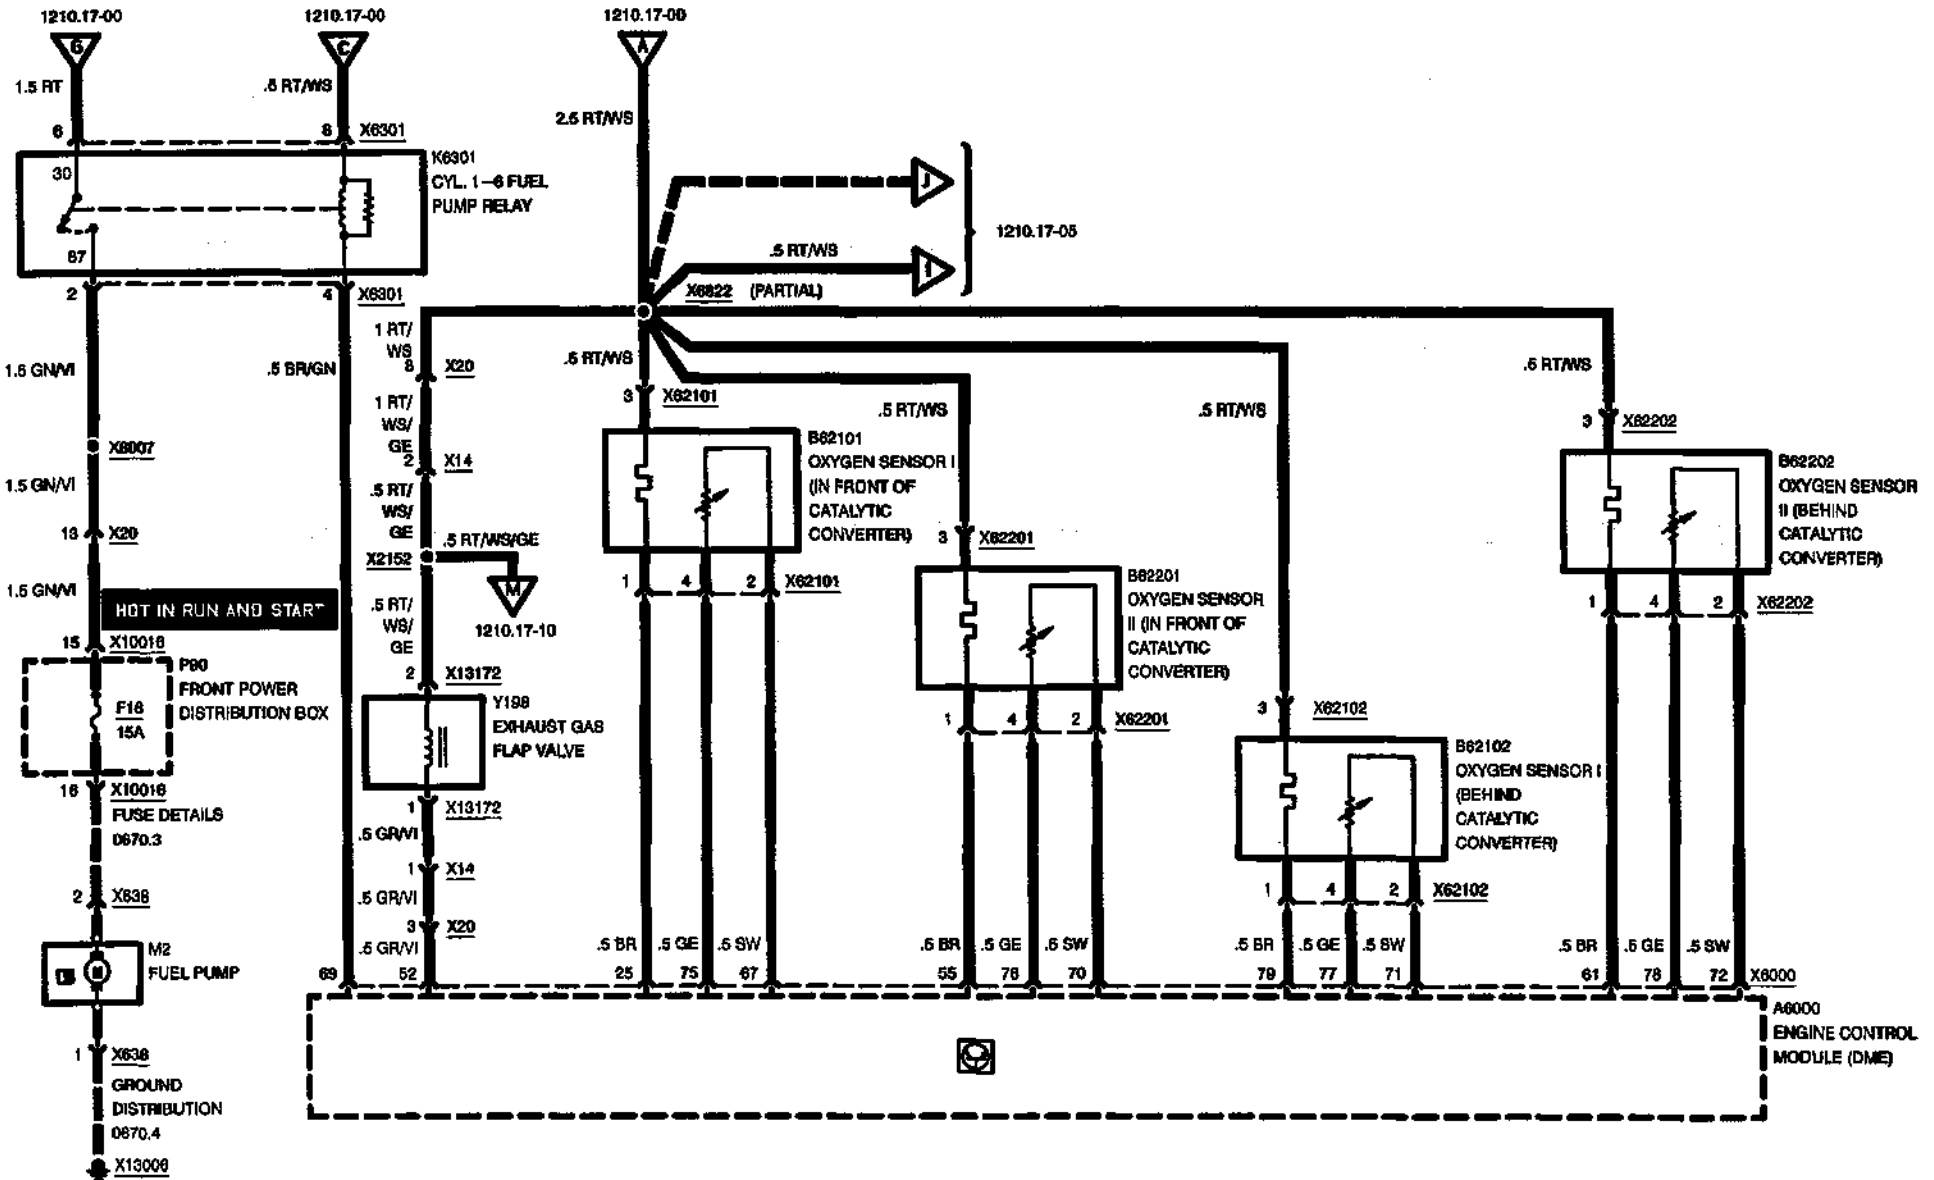 1210.17-00
1210.17-00
1210.17-00
G
C
A
1.5 RT
.5 RT/WS
2.5 RT/WS
6
8
X6301
30
87
K6301
CYL. 1–6 FUEL
PUMP RELAY
2
4
X6301
J
I
.5 RT/WS
1210.17-05
X6822
(PARTIAL)
1.5 GN/VI
X6007
1.5 GN/VI
13
X20
1.5 GN/VI
HOT IN RUN AND START
15
X10016
P90
FRONT POWER
DISTRIBUTION BOX
F18
15A
16
X10016
FUSE DETAILS
0670.3
2
X638
M2
FUEL PUMP
M
1
X638
GROUND
DISTRIBUTION
0670.4
X13006
.5 BR/GN
1 RT/
WS
8
X20
1 RT/
WS/
GE
2
X14
.5 RT/
WS/
GE
X2152
.5 RT/WS/GE
M
1210.17-10
.5 RT/
WS/
GE
2
X13172
Y198
EXHAUST GAS
FLAP VALVE
1
X13172
.5 GR/VI
1
X14
.5 GR/VI
3
X20
.5 GR/VI
.5 RT/WS
3
X62101
B62101
OXYGEN SENSOR I
(IN FRONT OF
CATALYTIC
CONVERTER)
1
4
2
X62101
.5 RT/WS
3
X62201
B62201
OXYGEN SENSOR
II (IN FRONT OF
CATALYTIC
CONVERTER)
1
4
2
X62201
.5 RT/WS
3
X62102
B62102
OXYGEN SENSOR I
(BEHIND
CATALYTIC
CONVERTER)
1
4
2
X62102
.5 RT/WS
3
X62202
B62202
OXYGEN SENSOR
II (BEHIND
CATALYTIC
CONVERTER)
1
4
2
X62202
.5 BR
.5 GE
.5 SW
.5 BR
.5 GE
.5 SW
.5 BR
.5 GE
.5 SW
.5 BR
.5 GE
.5 SW
69
52
25
75
67
55
76
70
79
77
71
61
78
72
X6000
A6000
ENGINE CONTROL
MODULE (DME)